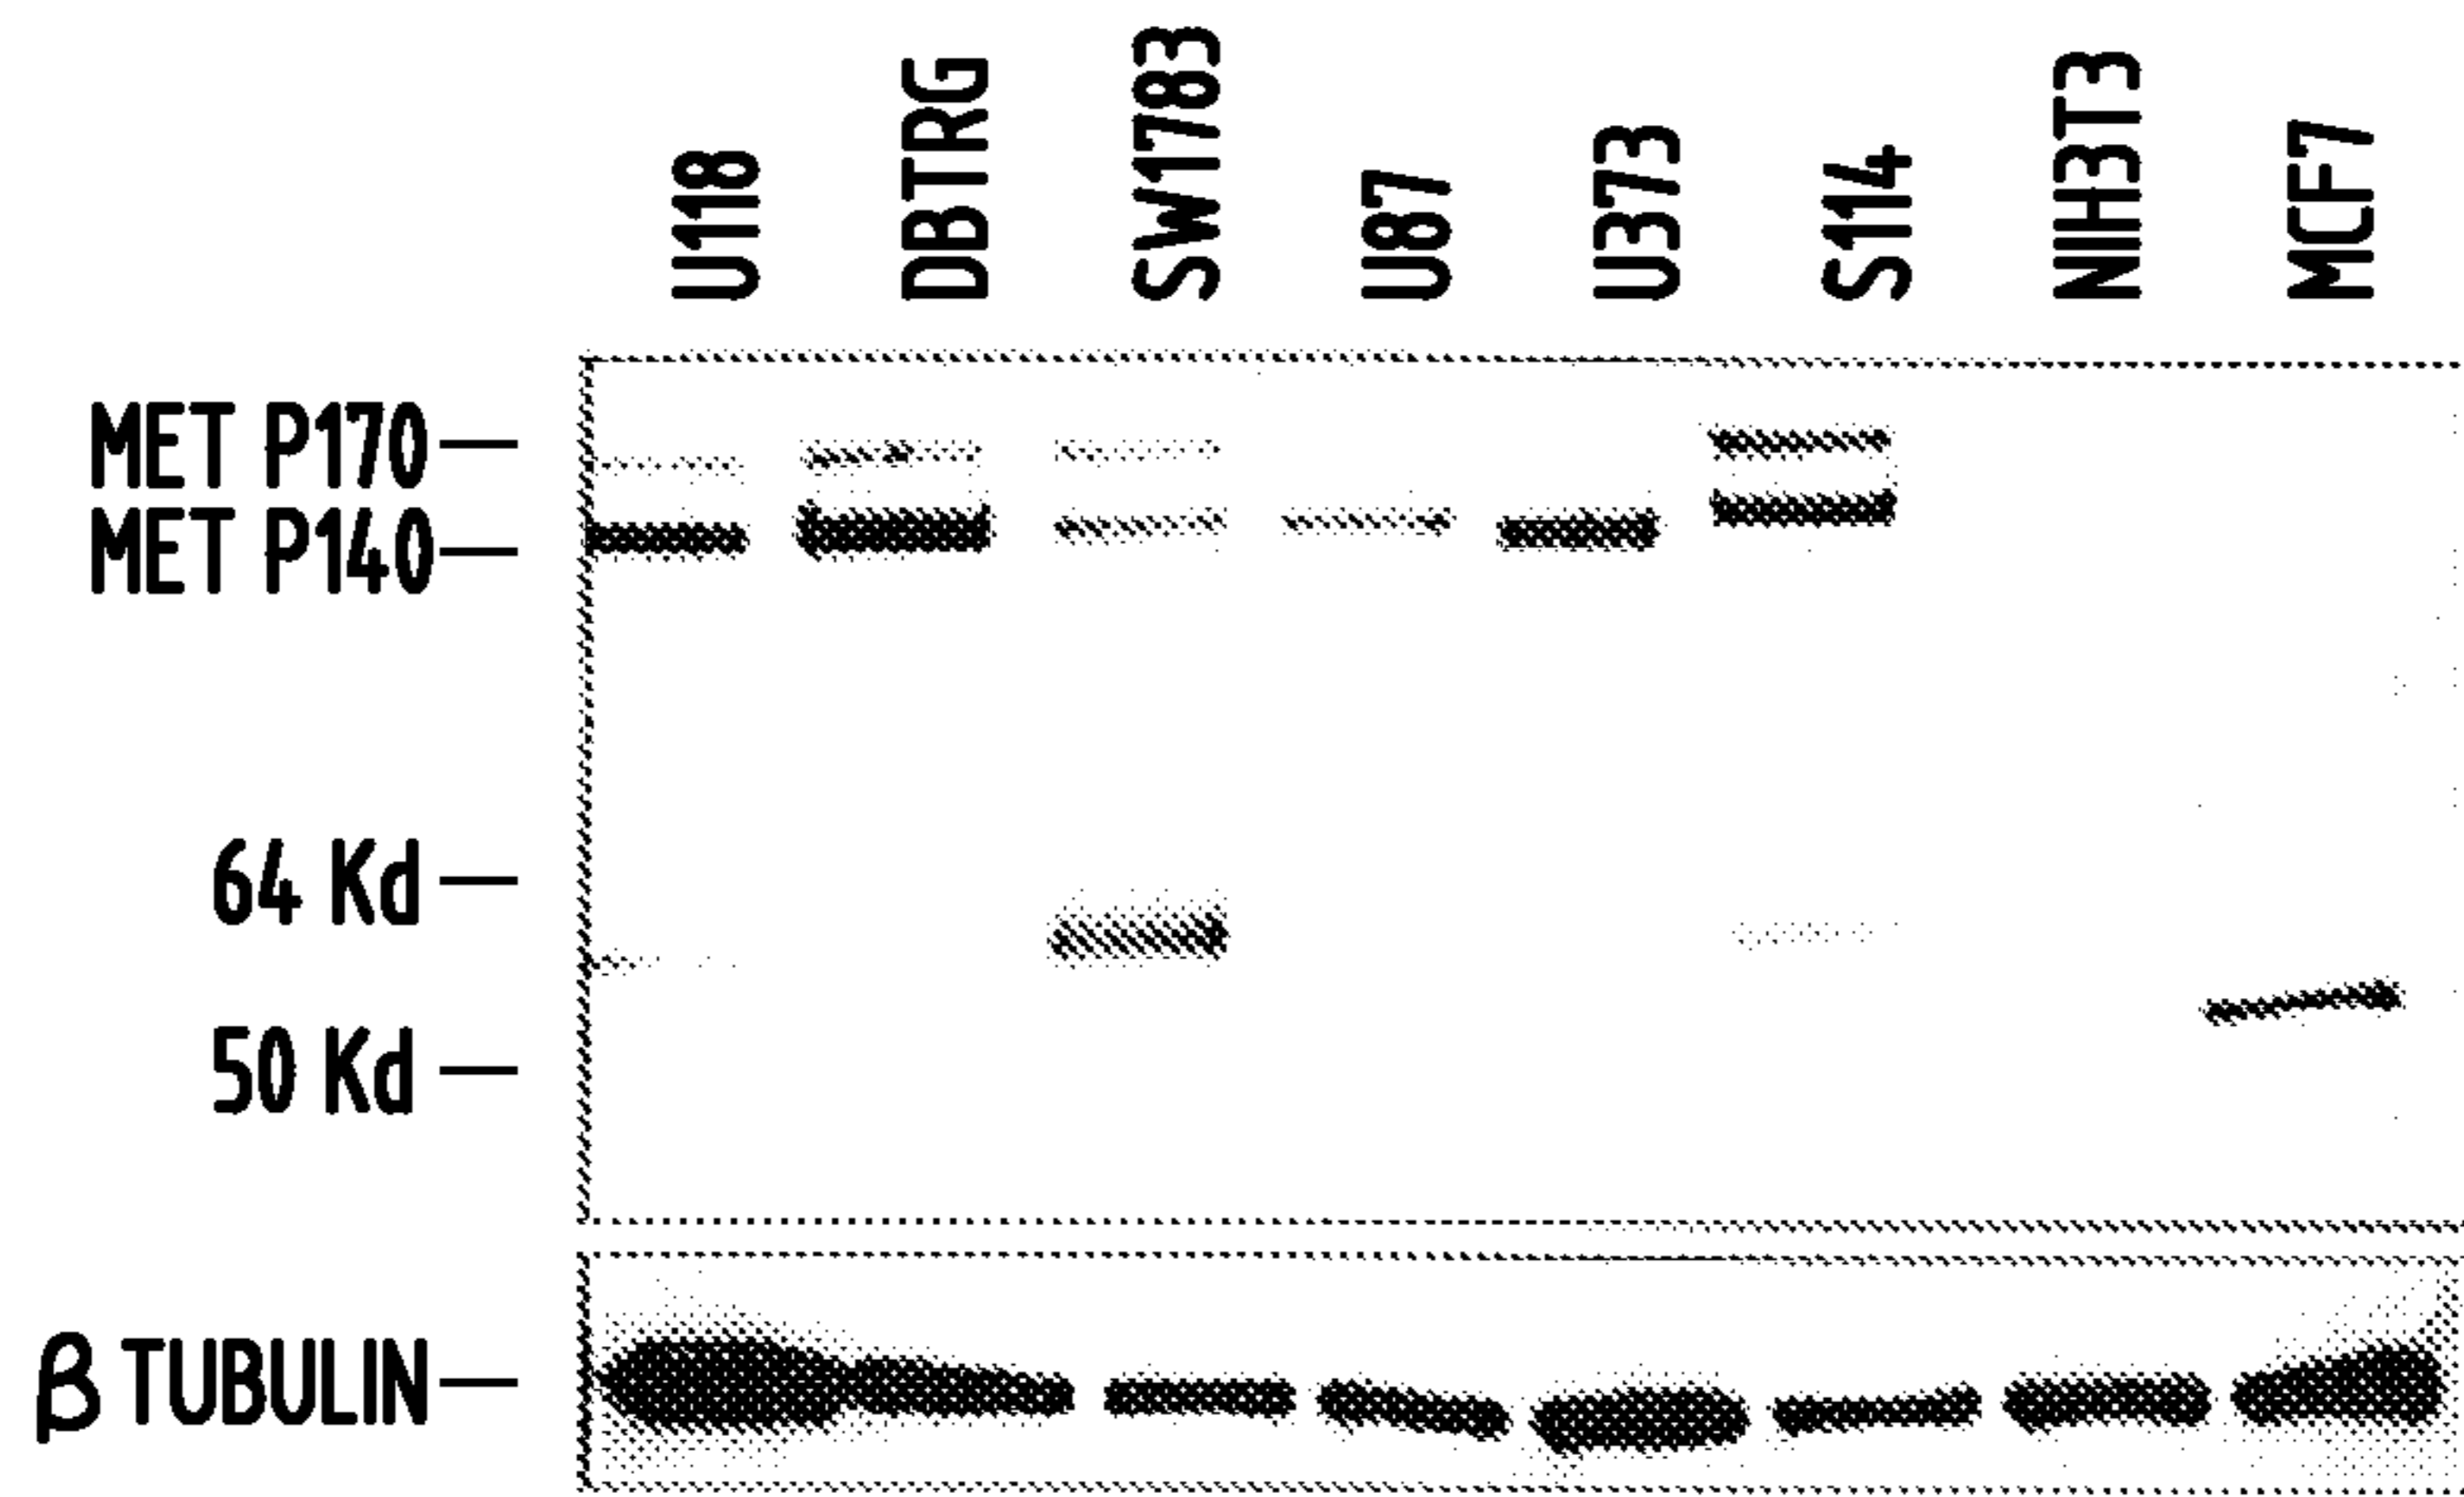 U118
DBTRG
SW1783
U87
U373
S114
NIH3T3
MCF7
MET P170
MET P140
64 Kd
50 Kd
β TUBULIN